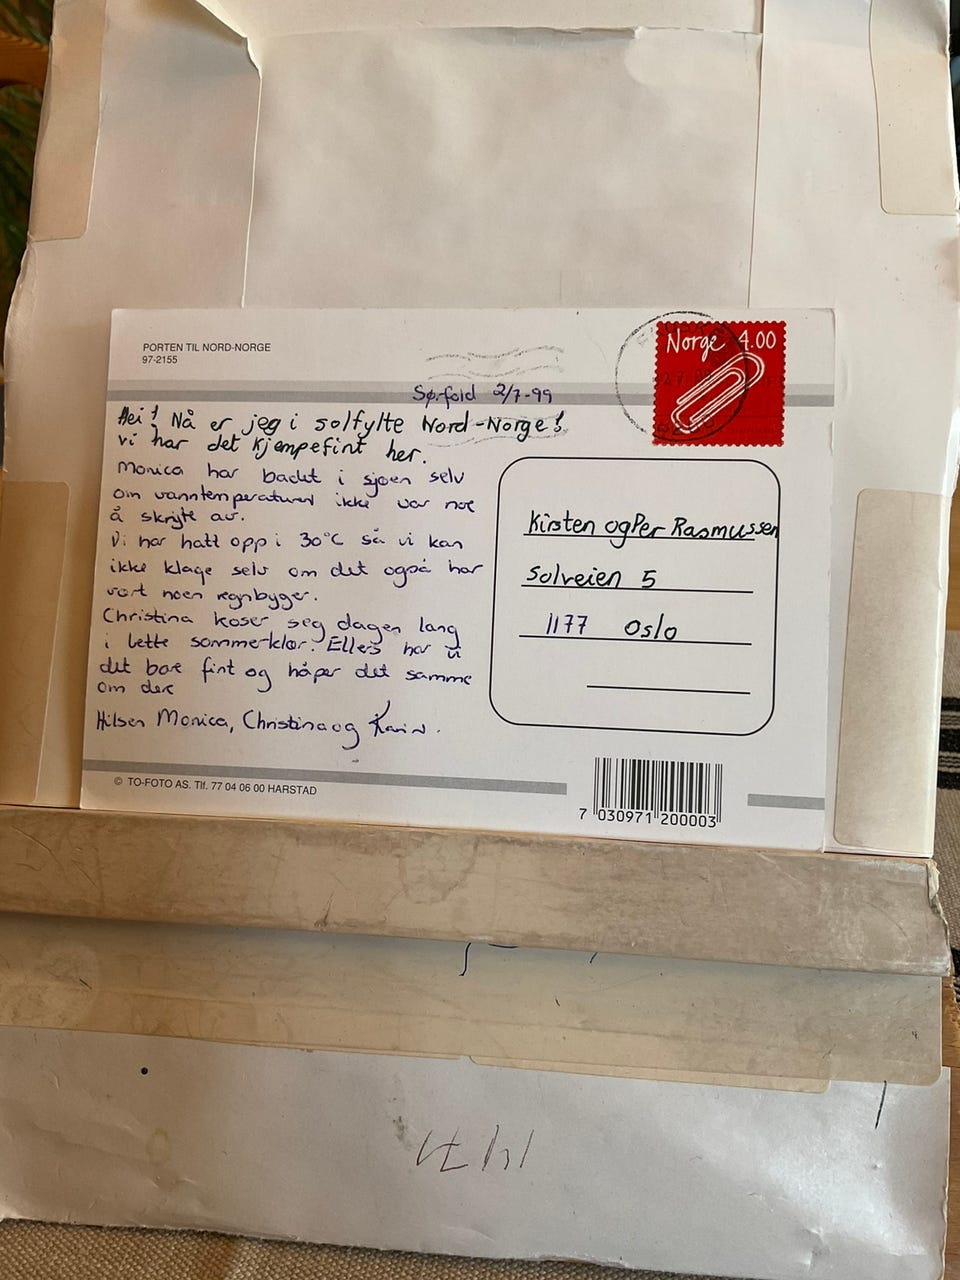 PORTEN TIL NORD-NORGE
97-2155
Norge 4.00
Sørfold 2/7-99
Hei! Nå er jeg i solfylte Nord-Norge!
vi har det kjempefint her.
Monica har badet i sjøen selv
om vanntemperaturen ikke var noe
å skryte av.
Vi har hatt opp i 30°C så vi kan
ikke klage selv om det også har
vært noen regnbyger.
Christina koser seg dagen lang
i lette sommerklær. Ellers har vi
det bare fint og håper det samme
om dere
Hilsen Monica, Christina og Karin.
Kirsten og Per Rasmussen
Solveien 5
1177 Oslo
© TO-FOTO AS. Tlf. 77 04 06 00 HARSTAD
7 030971 200003